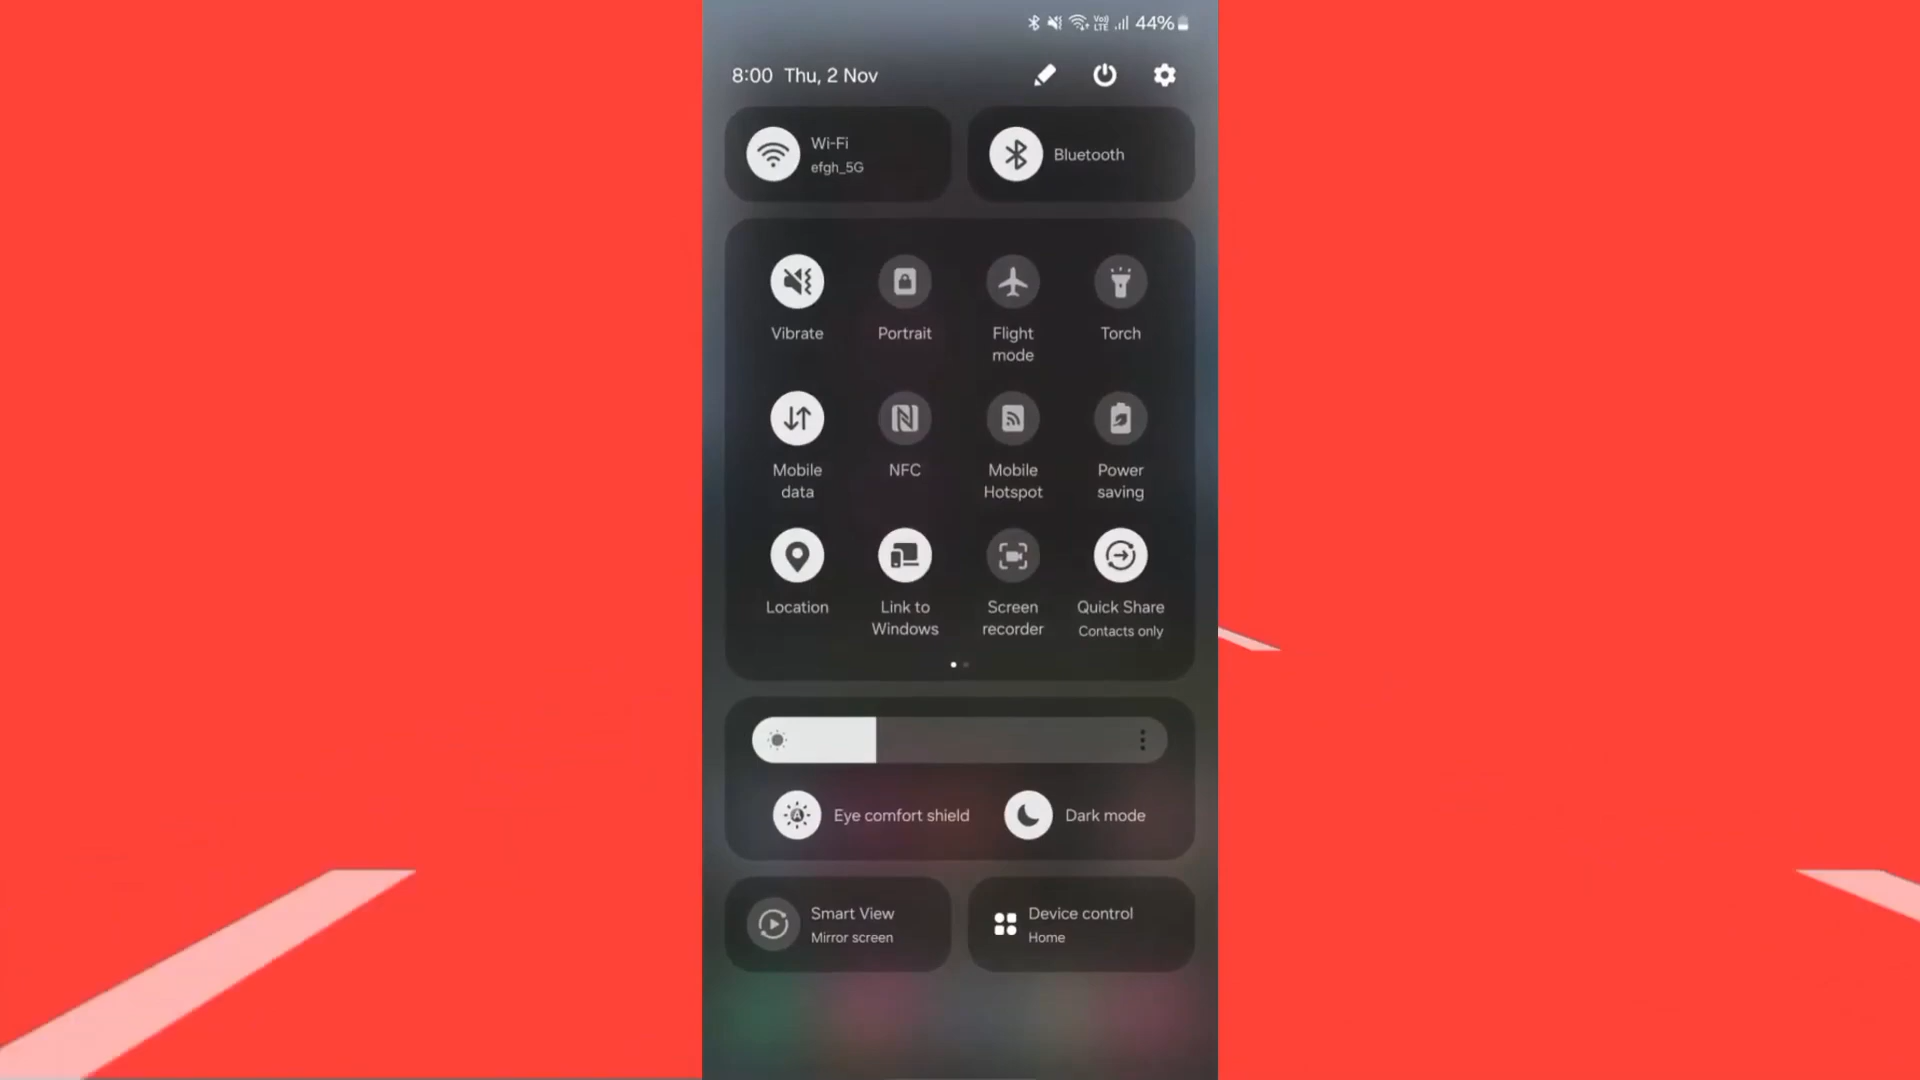 Vo)) LTE 44%
8:00 Thu, 2 Nov
Wi-Fi
efgh_5G
Bluetooth
Vibrate
Portrait
Flight
mode
Torch
Mobile
data
NFC
Mobile
Hotspot
Power
saving
Location
Link to
Windows
Screen
recorder
Quick Share
Contacts only
Eye comfort shield
Dark mode
Smart View
Mirror screen
Device control
Home